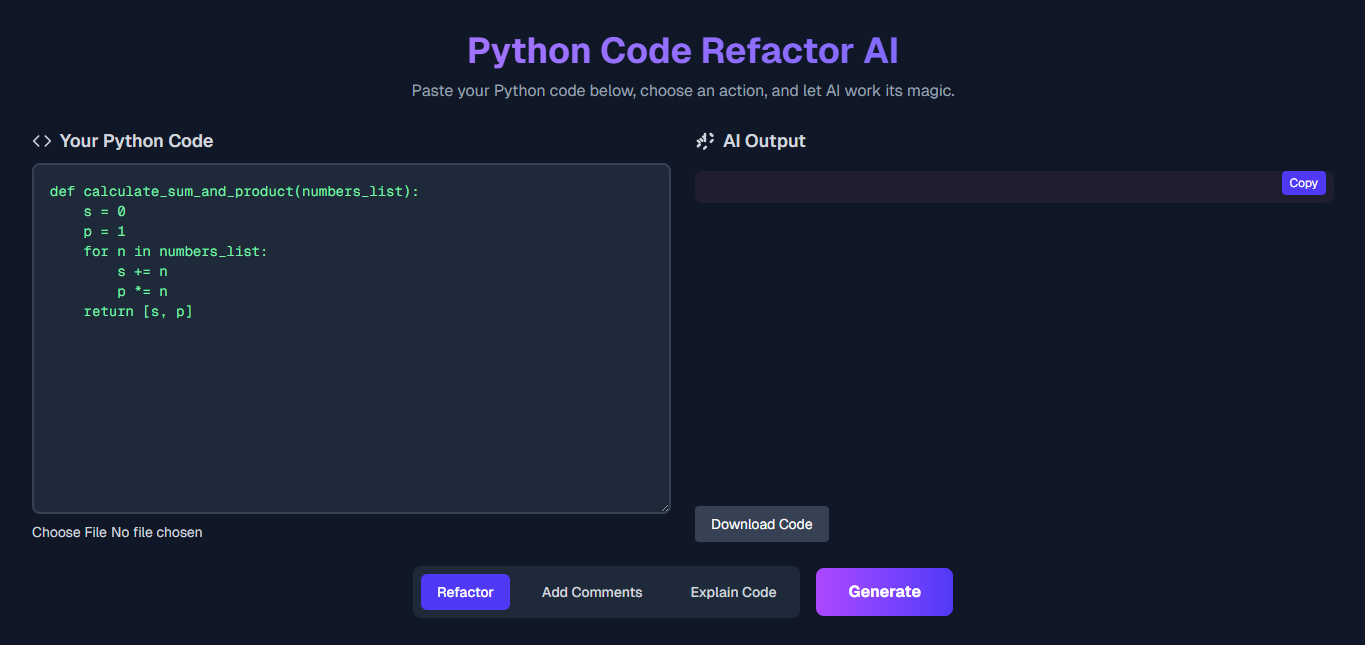 Python Code Refactor AI
Paste your Python code below, choose an action, and let AI work its magic.
Your Python Code
def calculate_sum_and_product(numbers_list):
    s = 0
    p = 1
    for n in numbers_list:
        s += n
        p *= n
    return [s, p]
Choose File No file chosen
AI Output
Copy
Download Code
Refactor
Add Comments
Explain Code
Generate